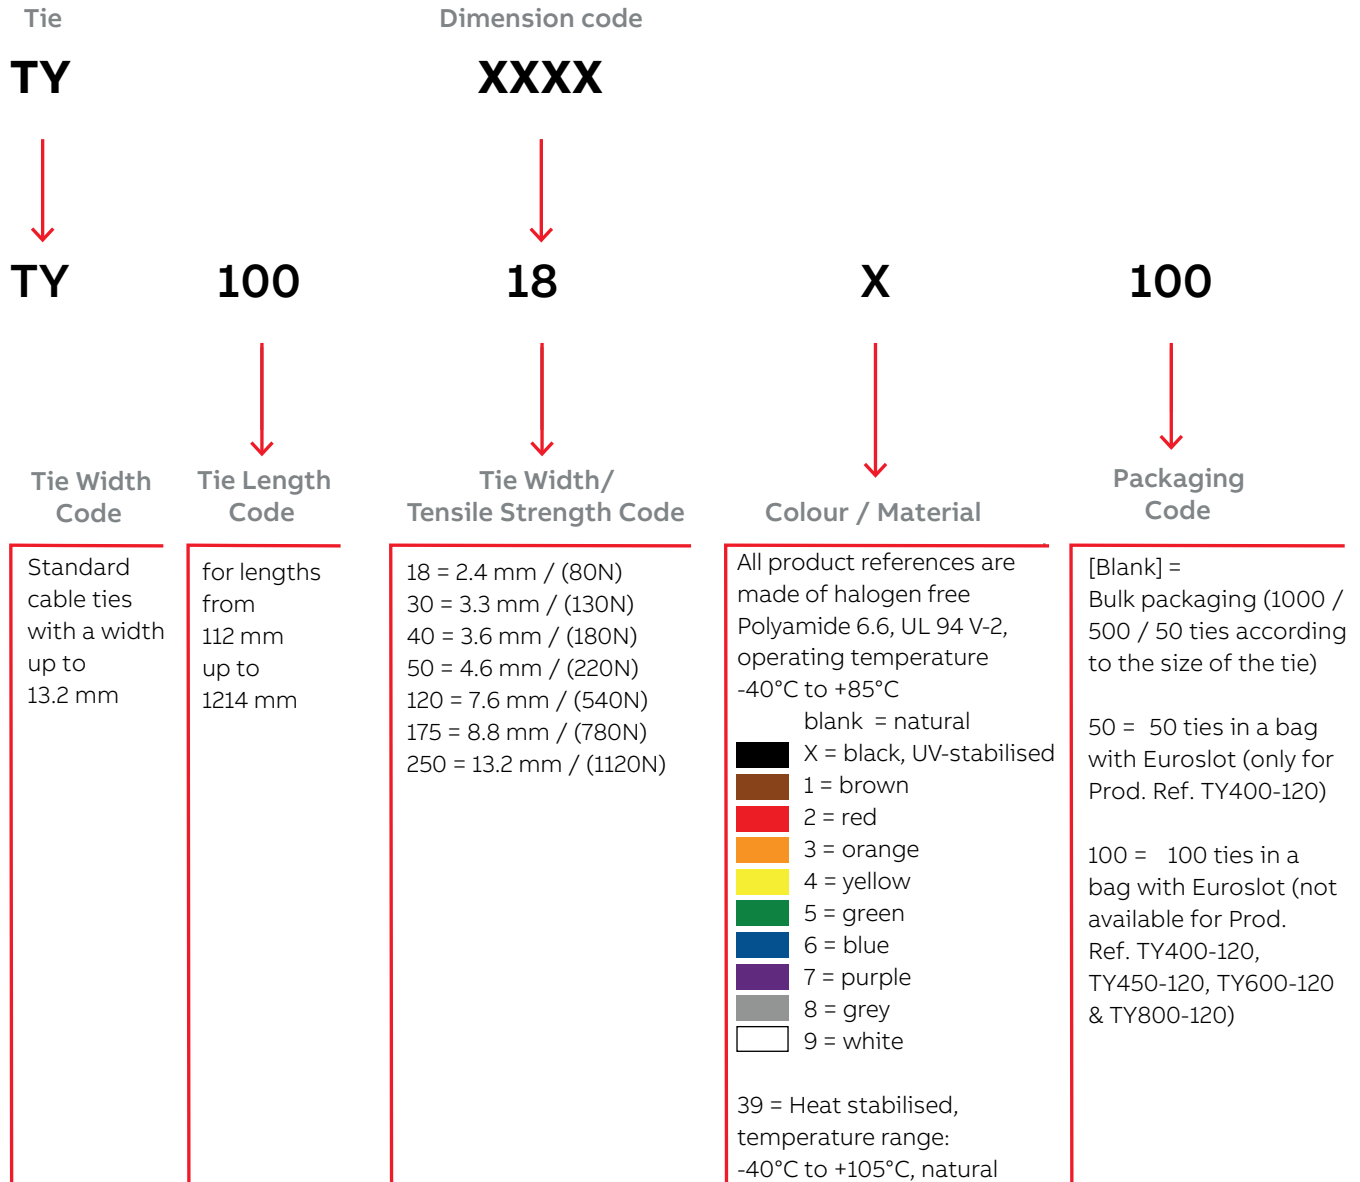 Tie
Dimension code
TY
XXXX
TY
100
18
X
100
Tie Width
Code
Standard
cable ties
with a width
up to
13.2 mm
Tie Length
Code
for lengths
from
112 mm
up to
1214 mm
Tie Width/
Tensile Strength Code
18 = 2.4 mm / (80N)
30 = 3.3 mm / (130N)
40 = 3.6 mm / (180N)
50 = 4.6 mm / (220N)
120 = 7.6 mm / (540N)
175 = 8.8 mm / (780N)
250 = 13.2 mm / (1120N)
Colour / Material
All product references are
made of halogen free
Polyamide 6.6, UL 94 V-2,
operating temperature
-40°C to +85°C
blank = natural
X = black, UV-stabilised
1 = brown
2 = red
3 = orange
4 = yellow
5 = green
6 = blue
7 = purple
8 = grey
9 = white
39 = Heat stabilised,
temperature range:
-40°C to +105°C, natural
Packaging
Code
[Blank] =
Bulk packaging (1000 /
500 / 50 ties according
to the size of the tie)
50 = 50 ties in a bag
with Euroslot (only for
Prod. Ref. TY400-120)
100 = 100 ties in a
bag with Euroslot (not
available for Prod.
Ref. TY400-120,
TY450-120, TY600-120
& TY800-120)